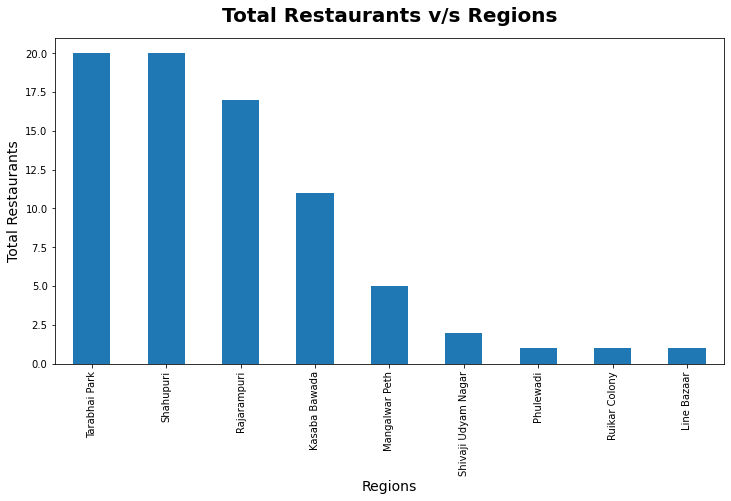 Total Restaurants v/s Regions
Total Restaurants
20.0
17.5
15.0
12.5
10.0
7.5
5.0
2.5
0.0
Tarabhai Park
Shahupuri
Rajarampuri
Kasaba Bawada
Mangalwar Peth
Shivaji Udyam Nagar
Phulewadi
Ruikar Colony
Line Bazaar
Regions